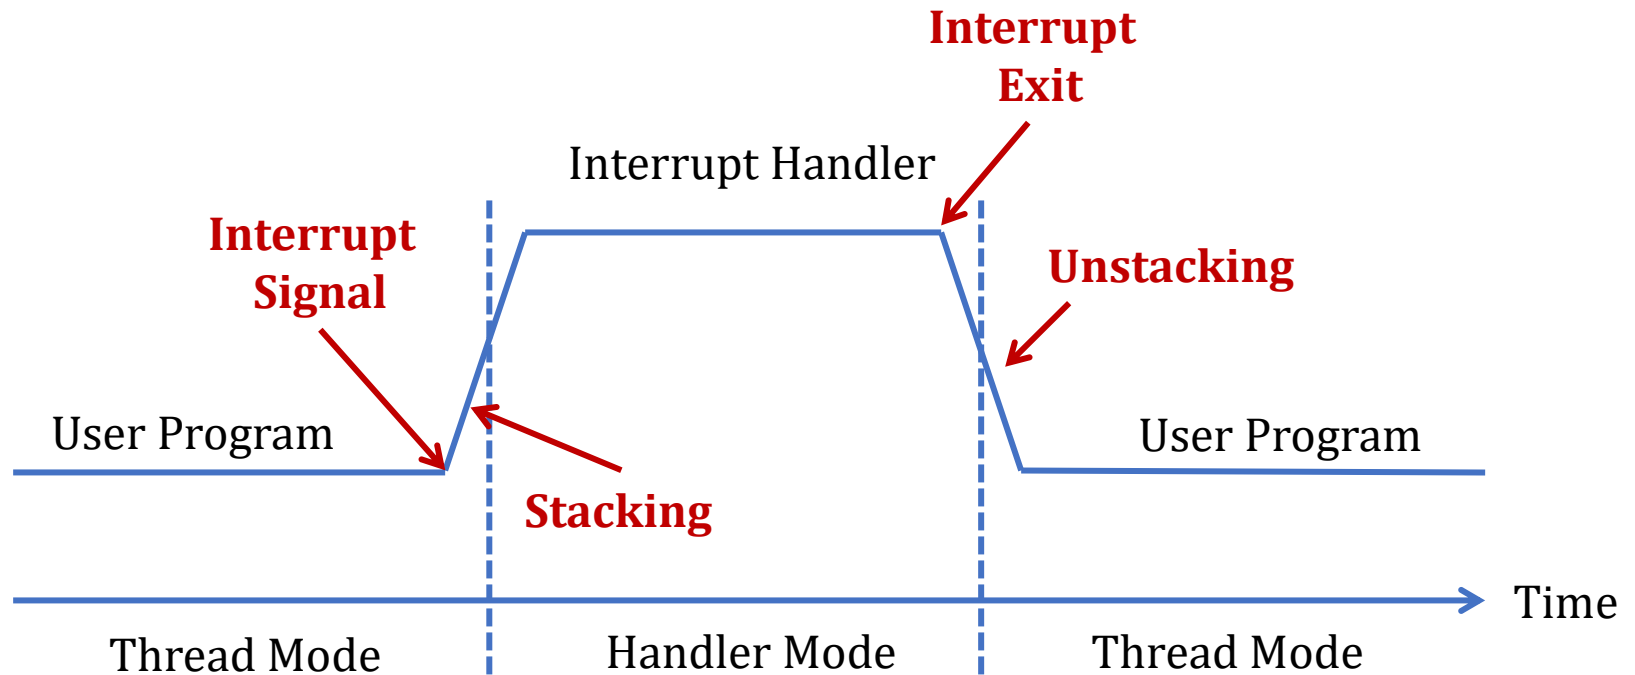 Interrupt
Exit
Interrupt Handler
Interrupt
Signal
Unstacking
User Program
User Program
Stacking
Time
Thread Mode
Handler Mode
Thread Mode